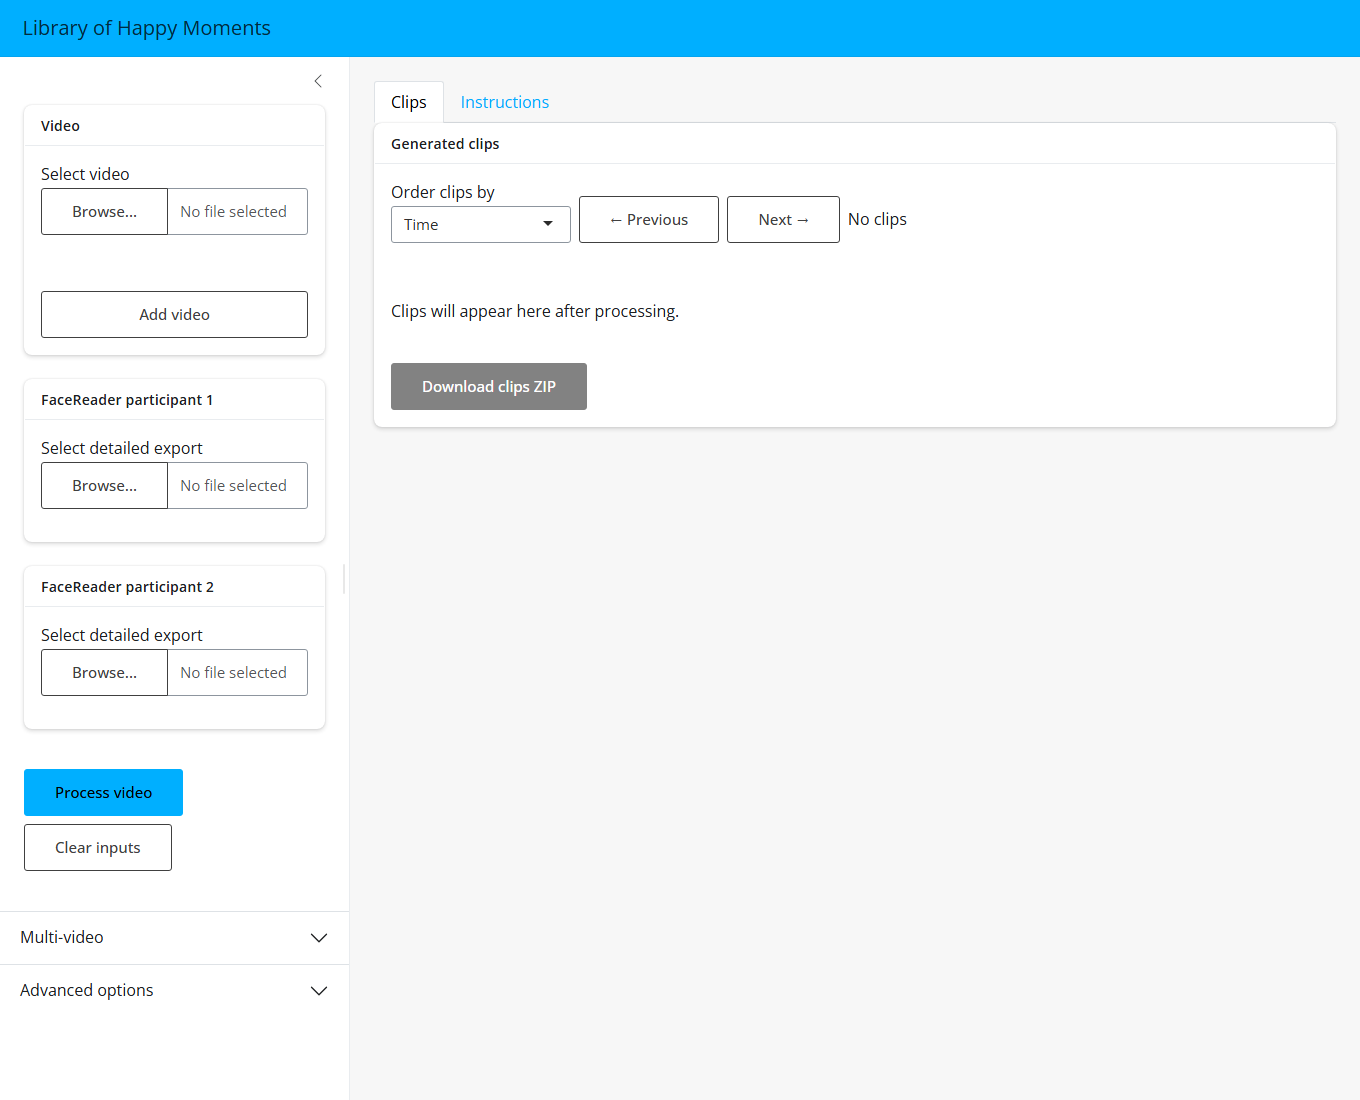 Library of Happy Moments
Video
Select video
Browse... No file selected
Add video
FaceReader participant 1
Select detailed export
Browse... No file selected
FaceReader participant 2
Select detailed export
Browse... No file selected
Process video
Clear inputs
Multi-video
Advanced options
Clips Instructions
Generated clips
Order clips by
Time ← Previous Next → No clips
Clips will appear here after processing.
Download clips ZIP